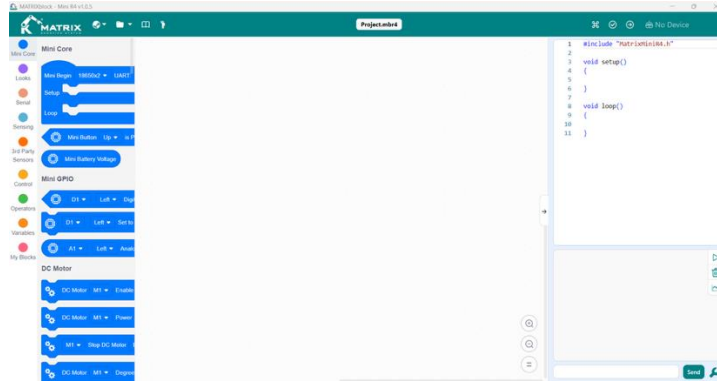 MATRIXblock - Mini R4 v1.0.5
MATRIX
Project.mbr4
No Device
Mini Core
Looks
Serial
Sensing
3rd Party
Sensors
Control
Operators
Variables
My Blocks
Mini Core
Mini Begin 18650x2 UART
Setup
Loop
Mini Button Up is P
Mini Battery Voltage
Mini GPIO
D1 Left Digi
D1 Left Set to
A1 Left Analo
DC Motor
DC Motor M1 Enable
DC Motor M1 Power
M1 Stop DC Motor
DC Motor M1 Degree
1 #include "MatrixMiniR4.h"
2
3 void setup()
4 {
5
6 }
7
8 void loop()
9 {
10
11 }
Send